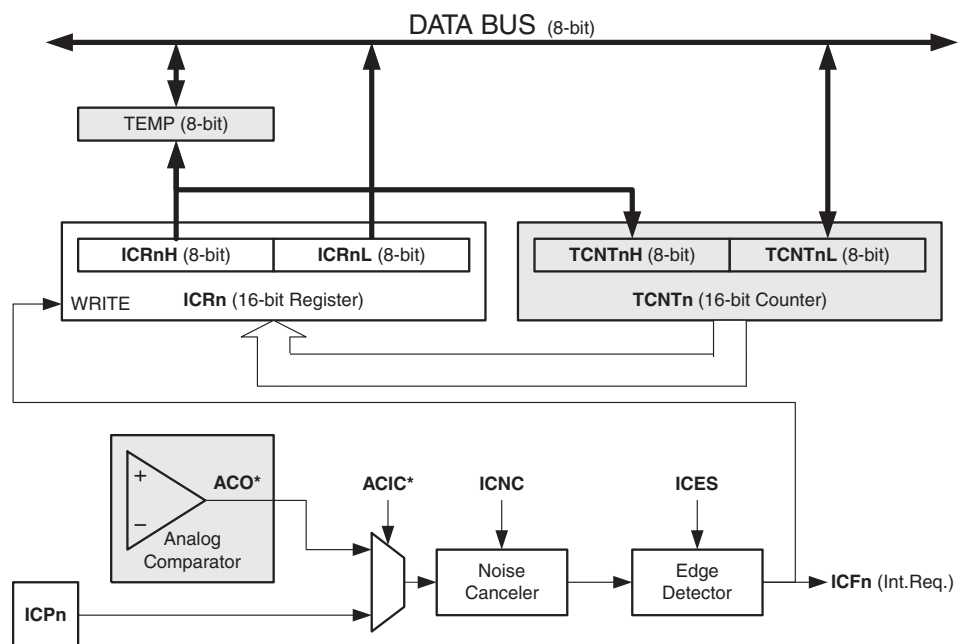 DATA BUS (8-bit)
TEMP (8-bit)
ICRnH (8-bit)
ICRnL (8-bit)
WRITE
ICRn (16-bit Register)
TCNTnH (8-bit)
TCNTnL (8-bit)
TCNTn (16-bit Counter)
+
−
ACO*
Analog
Comparator
ACIC*
ICNC
ICES
ICPn
Noise
Canceler
Edge
Detector
ICFn (Int.Req.)